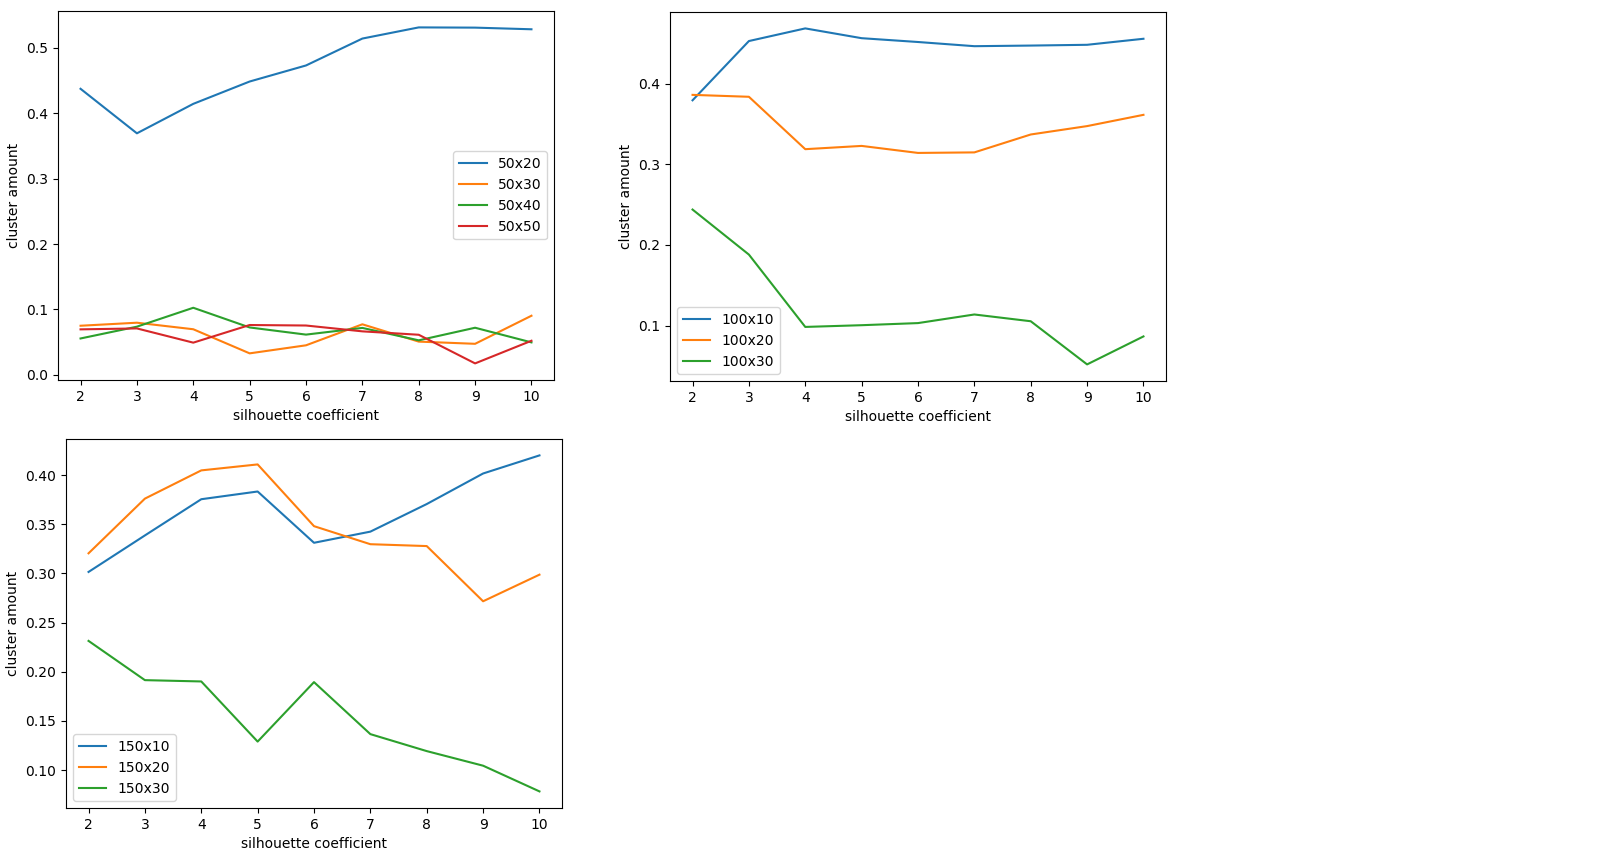 0.5
0.4
0.3
0.2
0.1
0.0
cluster amount
50x20
50x30
50x40
50x50
2 3 4 5 6 7 8 9 10
silhouette coefficient
0.4
0.3
0.2
0.1
cluster amount
100x10
100x20
100x30
2 3 4 5 6 7 8 9 10
silhouette coefficient
0.40
0.35
0.30
0.25
0.20
0.15
0.10
cluster amount
150x10
150x20
150x30
2 3 4 5 6 7 8 9 10
silhouette coefficient